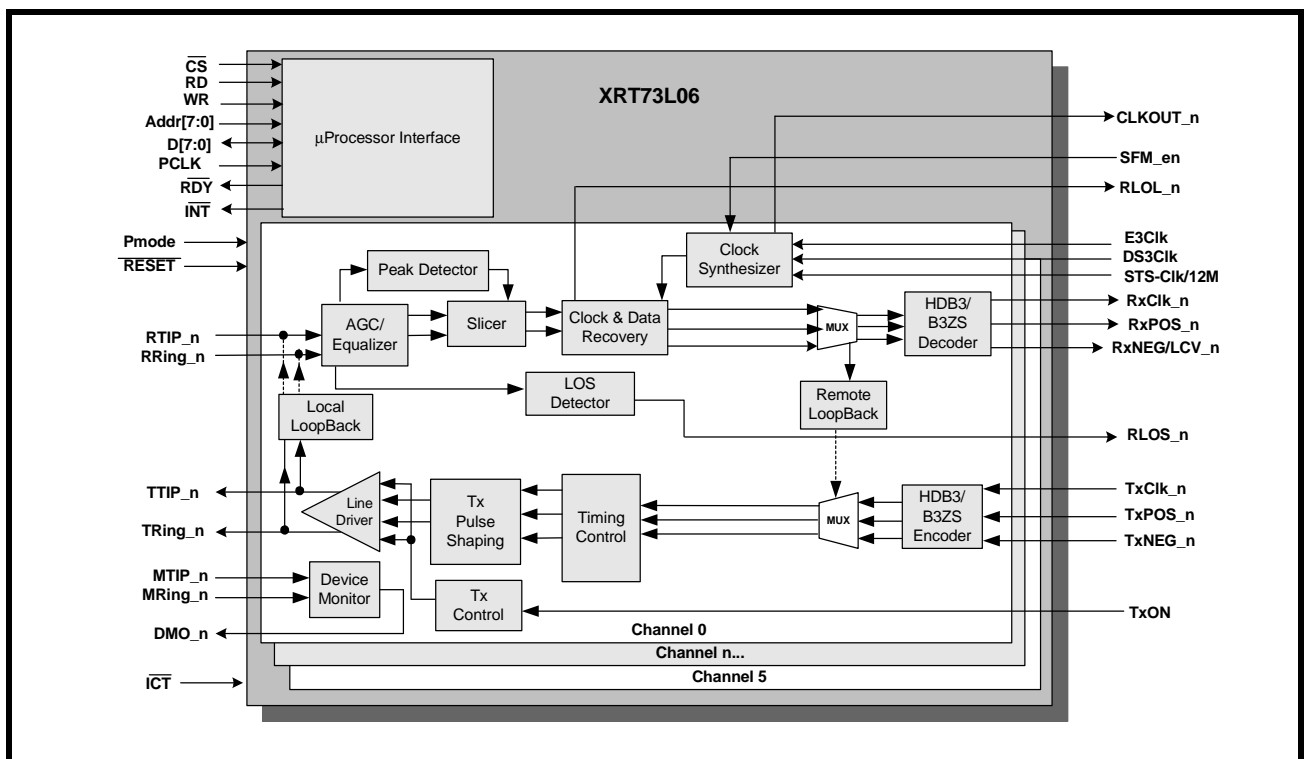 XRT73L06
CS
RD
WR
Addr[7:0]
D[7:0]
PCLK
RDY
INT
Pmode
RESET
RTIP_n
RRing_n
TTIP_n
TRing_n
MTIP_n
MRing_n
DMO_n
ICT
µProcessor Interface
Peak Detector
AGC/
Equalizer
Slicer
Clock & Data
Recovery
Clock
Synthesizer
MUX
HDB3/
B3ZS
Decoder
LOS
Detector
Remote
LoopBack
Local
LoopBack
Line
Driver
Tx
Pulse
Shaping
Timing
Control
MUX
HDB3/
B3ZS
Encoder
Device
Monitor
Tx
Control
Channel 0
Channel n...
Channel 5
CLKOUT_n
SFM_en
RLOL_n
E3Clk
DS3Clk
STS-Clk/12M
RxClk_n
RxPOS_n
RxNEG/LCV_n
RLOS_n
TxClk_n
TxPOS_n
TxNEG_n
TxON